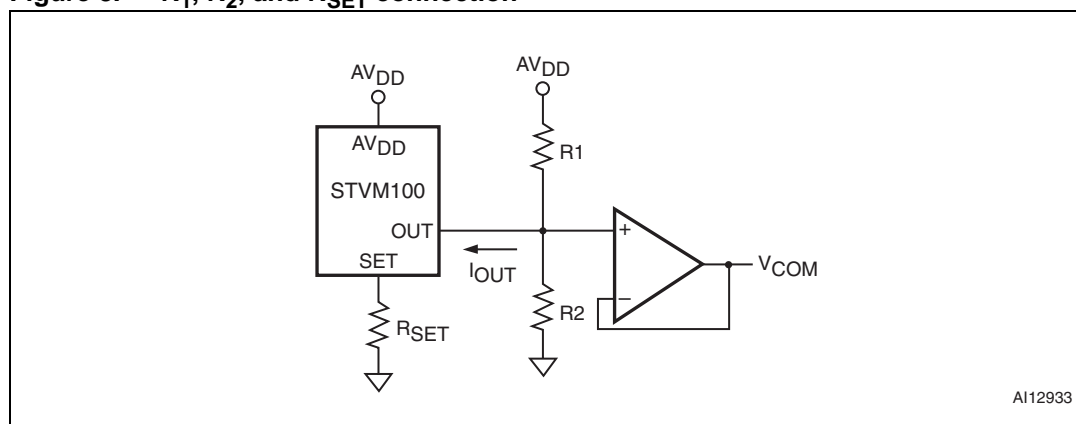 AVDD
AVDD
AVDD
R1
STVM100
OUT
+
SET
IOUT
VCOM
−
R2
RSET
AI12933